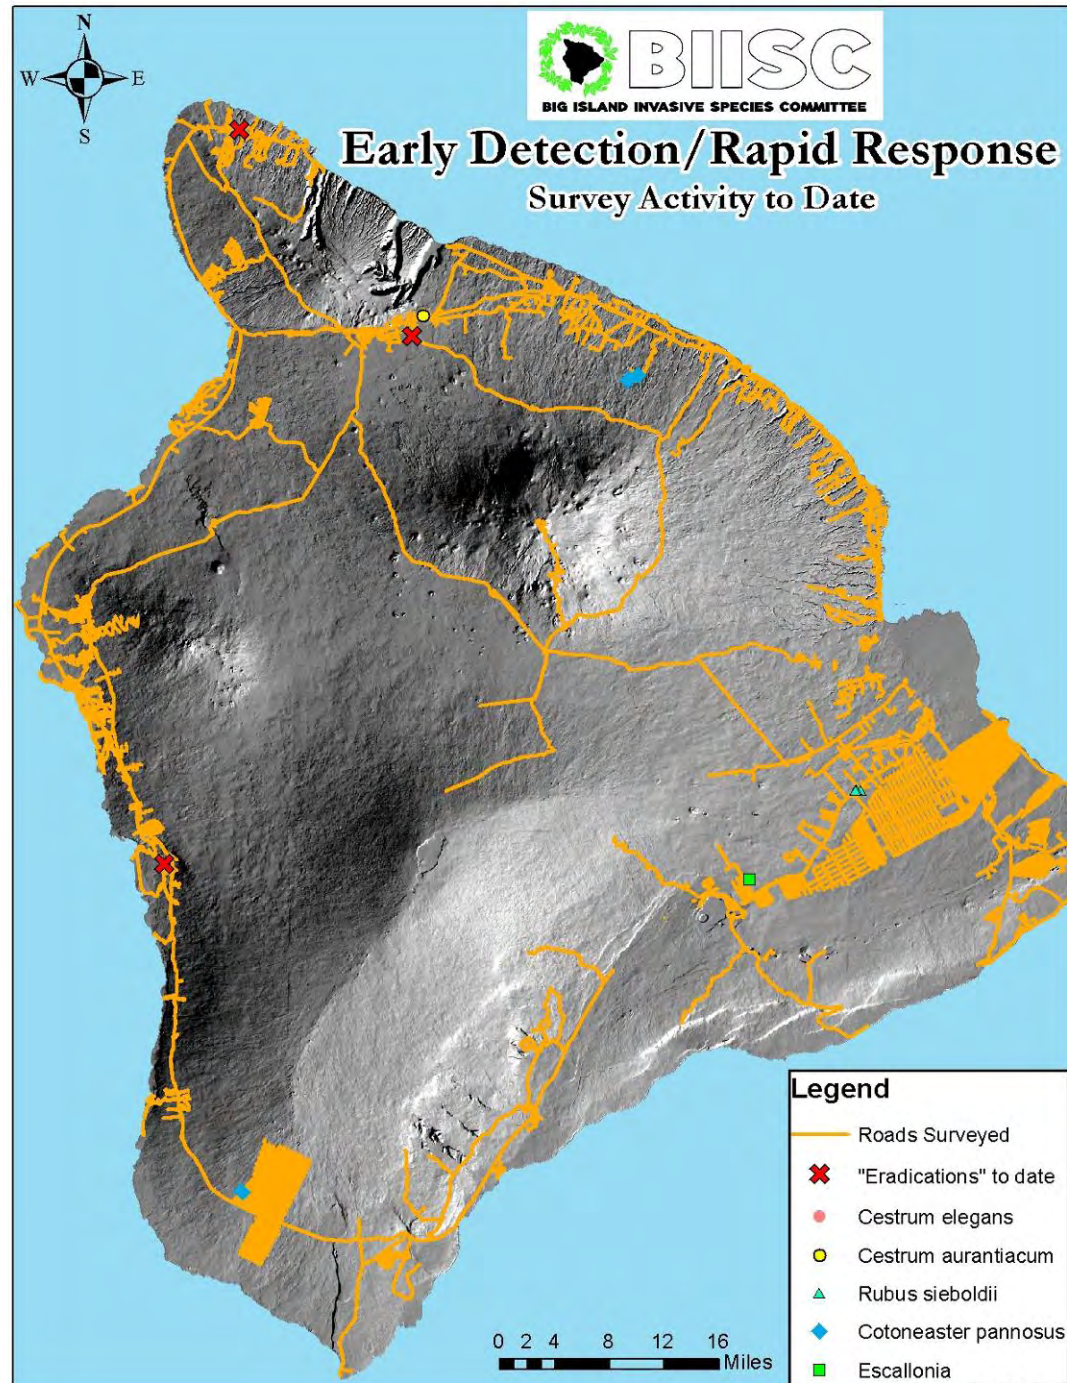 N
W E
S
BIISC
BIG ISLAND INVASIVE SPECIES COMMITTEE
Early Detection/Rapid Response
Survey Activity to Date
Legend
Roads Surveyed
"Eradications" to date
Cestrum elegans
Cestrum aurantiacum
Rubus sieboldii
Cotoneaster pannosus
Escallonia
0 2 4 8 12 16
Miles